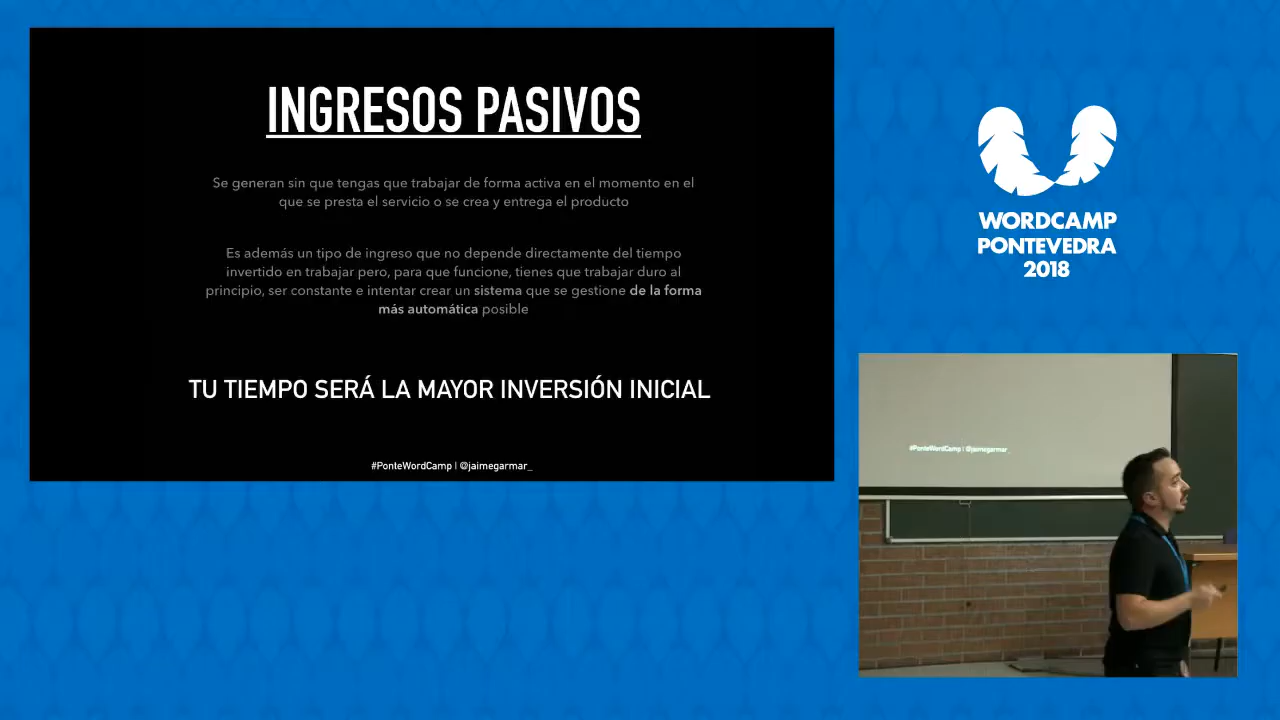 INGRESOS PASIVOS
Se generan sin que tengas que trabajar de forma activa en el momento en el
que se presta el servicio o se crea y entrega el producto
Es además un tipo de ingreso que no depende directamente del tiempo
invertido en trabajar pero, para que funcione, tienes que trabajar duro al
principio, ser constante e intentar crear un sistema que se gestione de la forma
más automática posible
TU TIEMPO SERÁ LA MAYOR INVERSIÓN INICIAL
#PonteWordCamp | @jaimegarmar_
WORDCAMP
PONTEVEDRA
2018
#PonteWordCamp | @jaimegarmar_